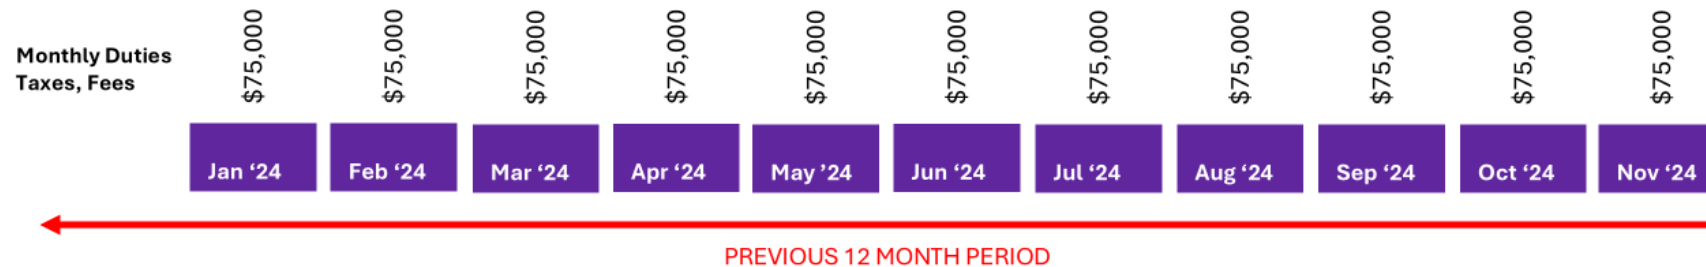 Monthly Duties
Taxes, Fees
$75,000 $75,000 $75,000 $75,000 $75,000 $75,000 $75,000 $75,000 $75,000 $75,000 $75,000
Jan ‘24 Feb ‘24 Mar ‘24 Apr ‘24 May ’24 Jun ‘24 Jul ‘24 Aug ‘24 Sep ‘24 Oct ‘24 Nov ‘24
PREVIOUS 12 MONTH PERIOD